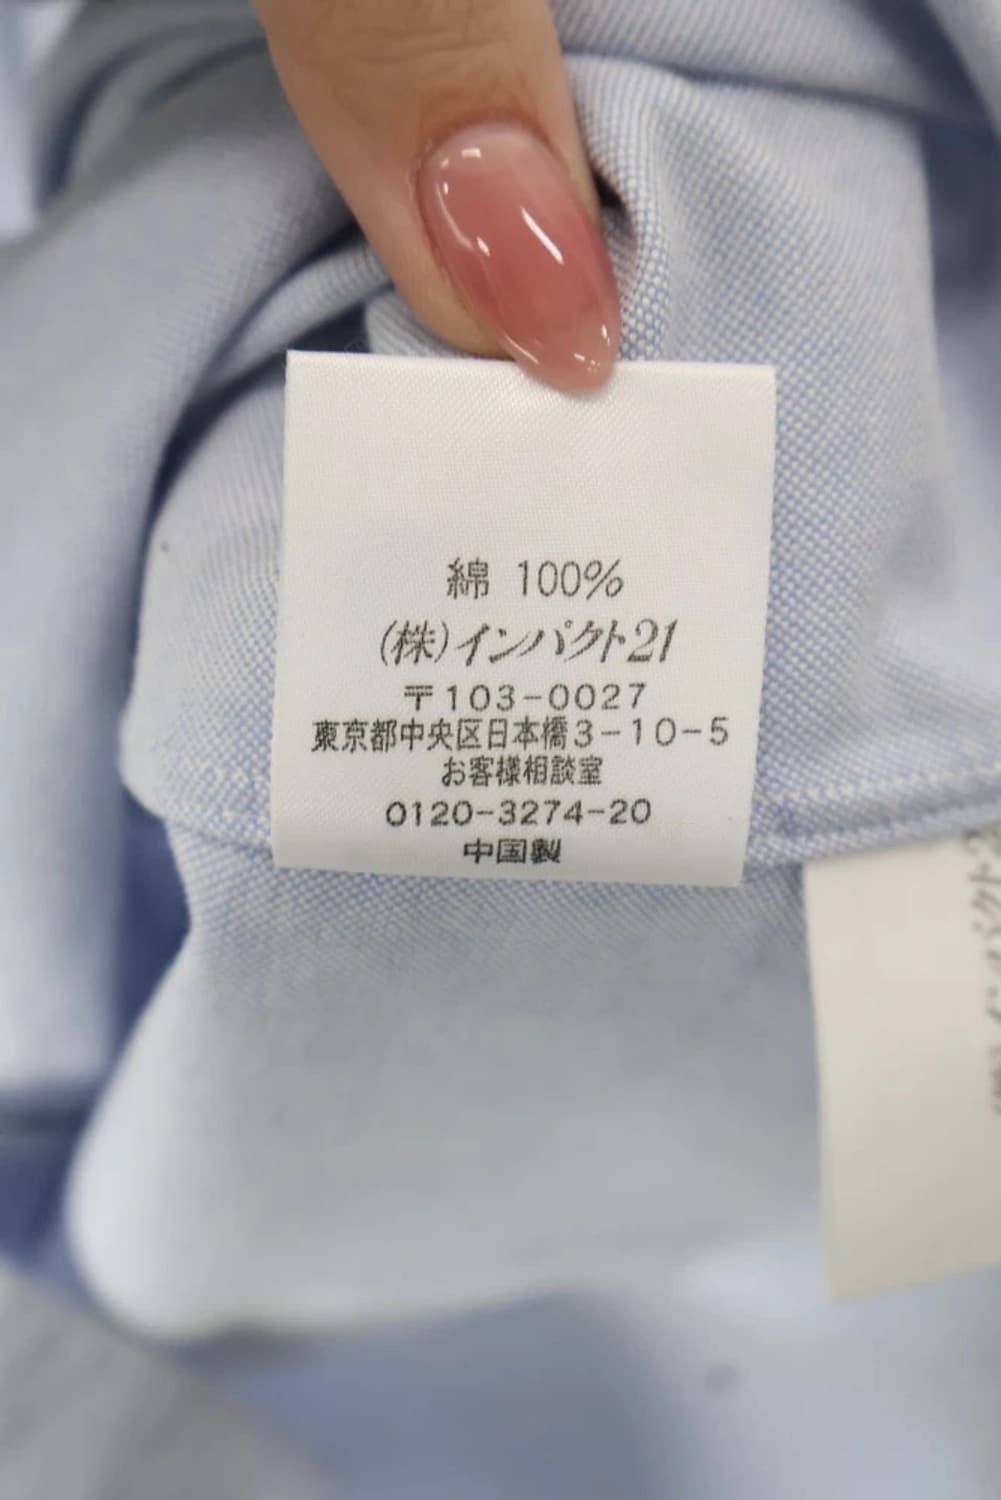 綿 100%
(株)インパクト21
〒103-0027
東京都中央区日本橋3-10-5
お客様相談室
0120-3274-20
中国製